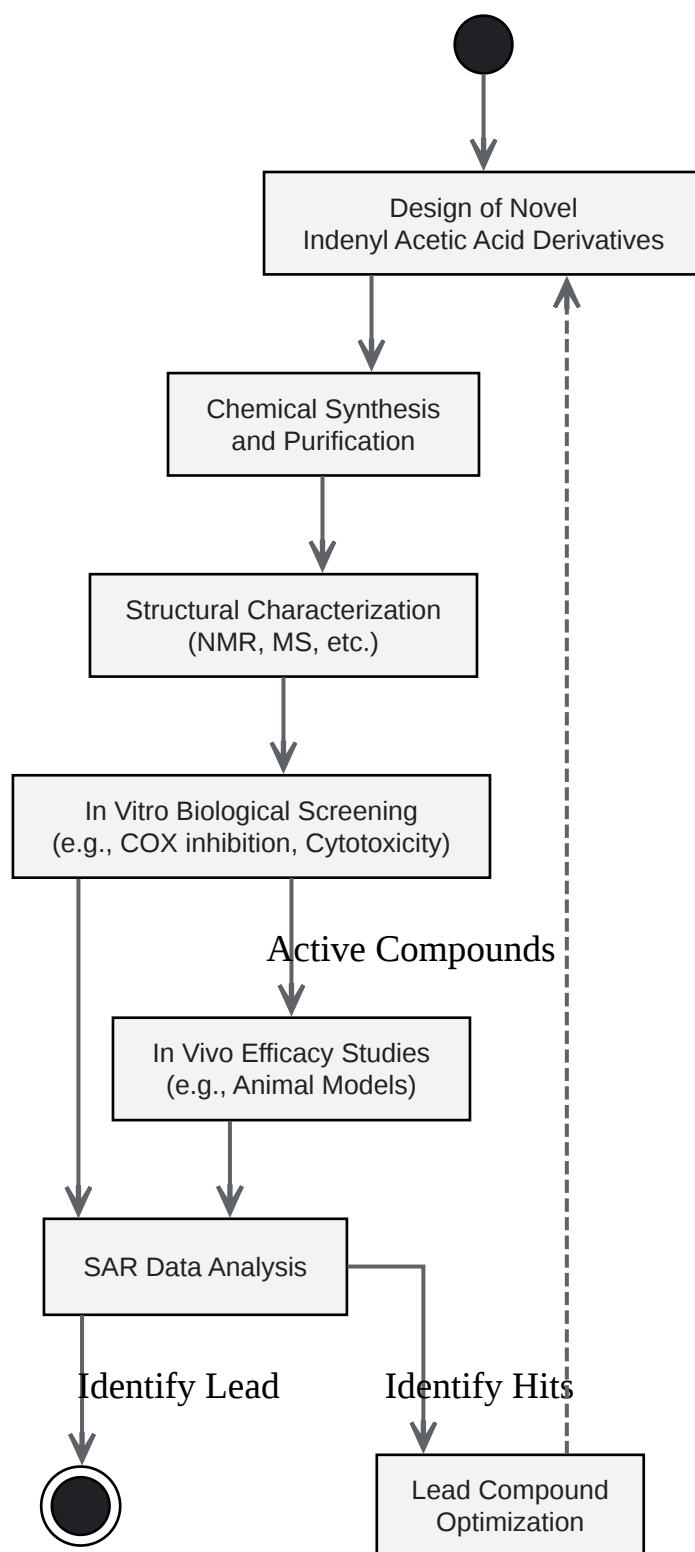 Design of Novel
Indenyl Acetic Acid Derivatives
Chemical Synthesis
and Purification
Structural Characterization
(NMR, MS, etc.)
In Vitro Biological Screening
(e.g., COX inhibition, Cytotoxicity)
Active Compounds
In Vivo Efficacy Studies
(e.g., Animal Models)
SAR Data Analysis
Identify Lead
Identify Hits
Lead Compound
Optimization